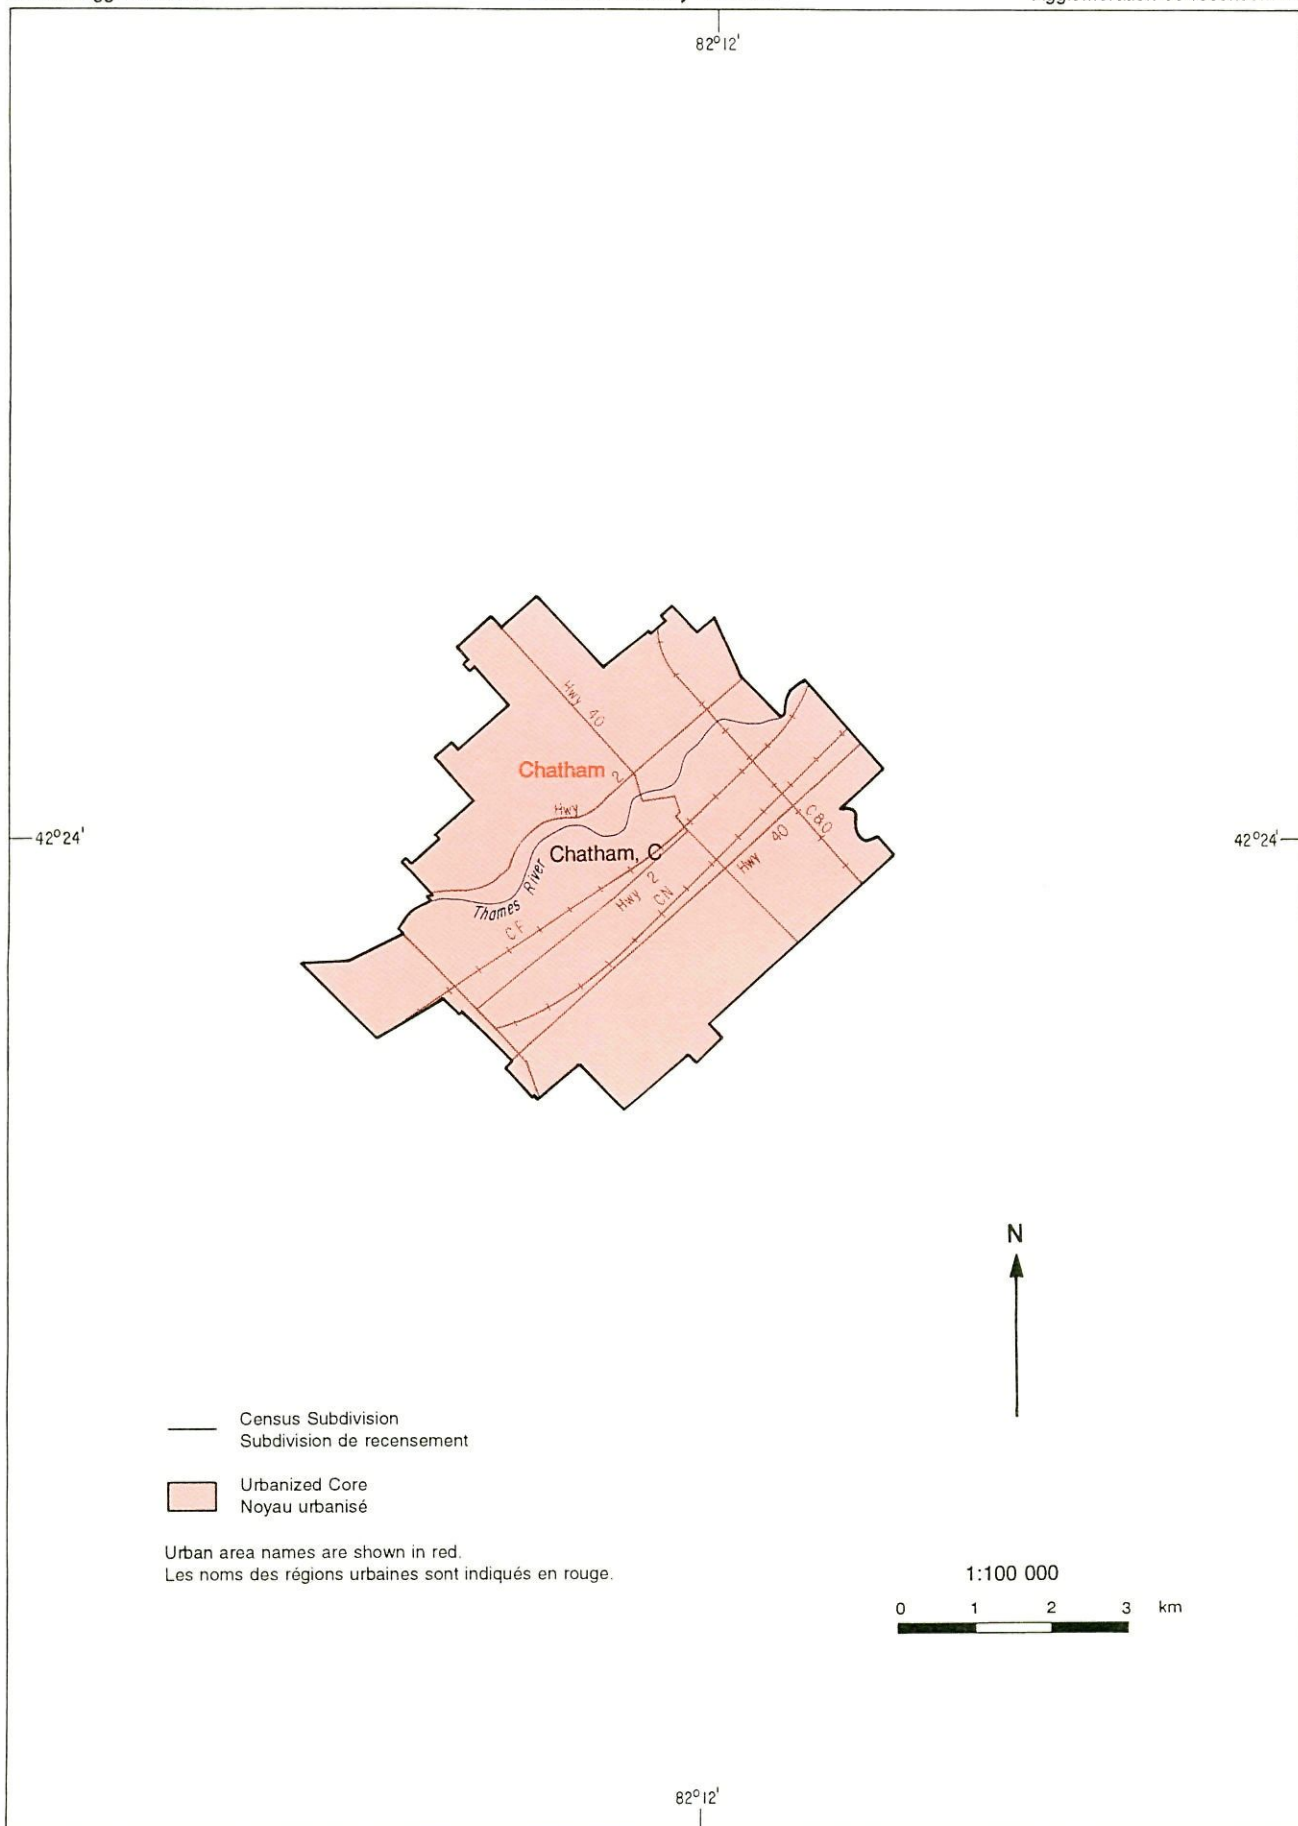 82°12'
Hwy 40
Chatham
Hwy 2
42°24'
42°24'
C&O
Chatham, C
Hwy 40
Thames River
Hwy 2
CN
N
Census Subdivision
Subdivision de recensement
Urbanized Core
Noyau urbanisé
Urban area names are shown in red.
Les noms des régions urbaines sont indiqués en rouge.
1:100 000
0 1 2 3 km
82°12'